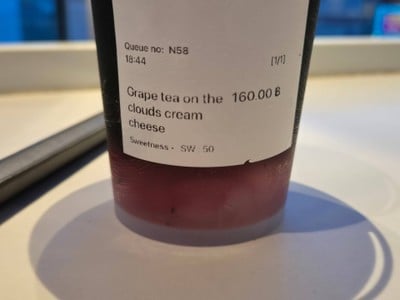 Queue no: N58
18:44 [1/1]
Grape tea on the 160.00 ฿
clouds cream
cheese
Sweetness - SW : 50